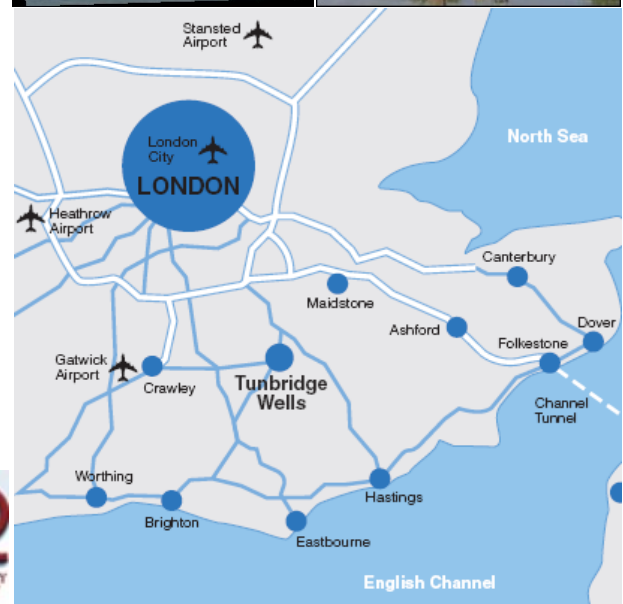 Stansted
Airport
London
City
LONDON
North Sea
Heathrow
Airport
Canterbury
Maidstone
Ashford
Dover
Folkestone
Gatwick
Airport
Crawley
Tunbridge
Wells
Channel
Tunnel
Worthing
Hastings
Brighton
Eastbourne
English Channel